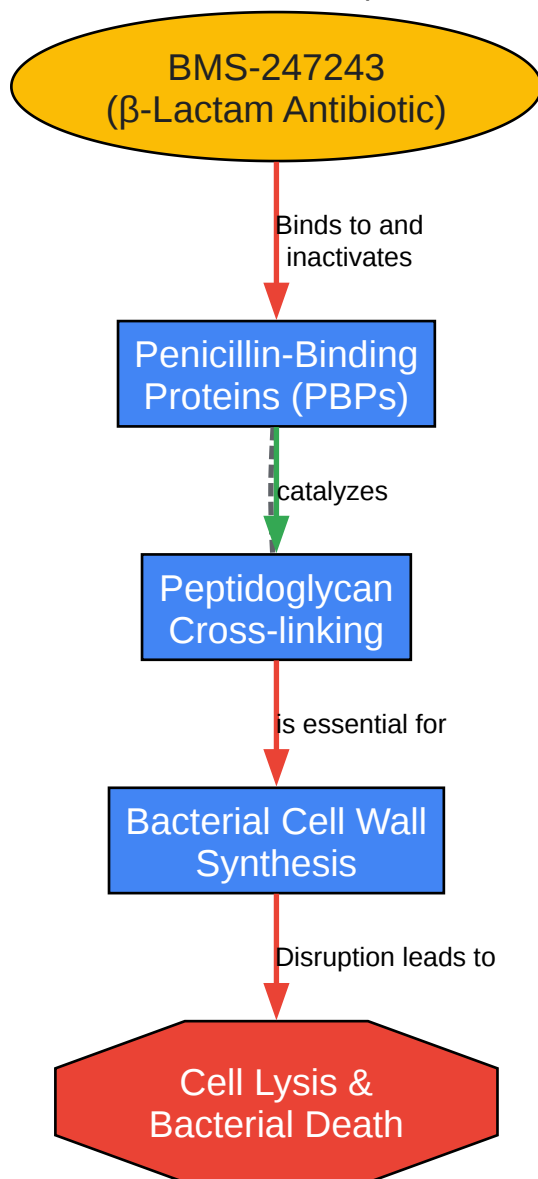 BMS-247243
(β-Lactam Antibiotic)
Binds to and
inactivates
Penicillin-Binding
Proteins (PBPs)
catalyzes
Peptidoglycan
Cross-linking
is essential for
Bacterial Cell Wall
Synthesis
Disruption leads to
Cell Lysis &
Bacterial Death